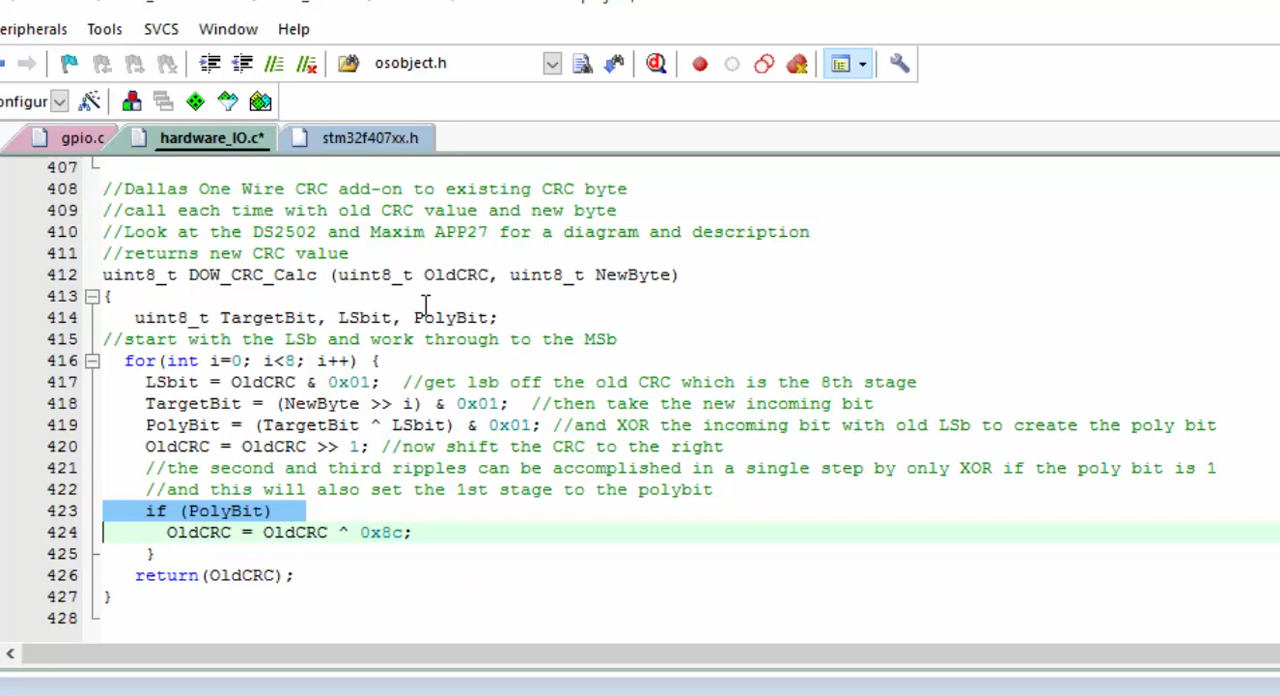 eripherals Tools SVCS Window Help
osobject.h
onfigur
gpio.c hardware_IO.c* stm32f407xx.h
407
408 //Dallas One Wire CRC add-on to existing CRC byte
409 //call each time with old CRC value and new byte
410 //Look at the DS2502 and Maxim APP27 for a diagram and description
411 //returns new CRC value
412 uint8_t DOW_CRC_Calc (uint8_t OldCRC, uint8_t NewByte)
413 {
414 uint8_t TargetBit, LSbit, PolyBit;
415 //start with the LSb and work through to the MSb
416 for(int i=0; i<8; i++) {
417 LSbit = OldCRC & 0x01; //get lsb off the old CRC which is the 8th stage
418 TargetBit = (NewByte >> i) & 0x01; //then take the new incoming bit
419 PolyBit = (TargetBit ^ LSbit) & 0x01; //and XOR the incoming bit with old LSb to create the poly bit
420 OldCRC = OldCRC >> 1; //now shift the CRC to the right
421 //the second and third ripples can be accomplished in a single step by only XOR if the poly bit is 1
422 //and this will also set the 1st stage to the polybit
423 if (PolyBit)
424 OldCRC = OldCRC ^ 0x8c;
425 }
426 return(OldCRC);
427 }
428